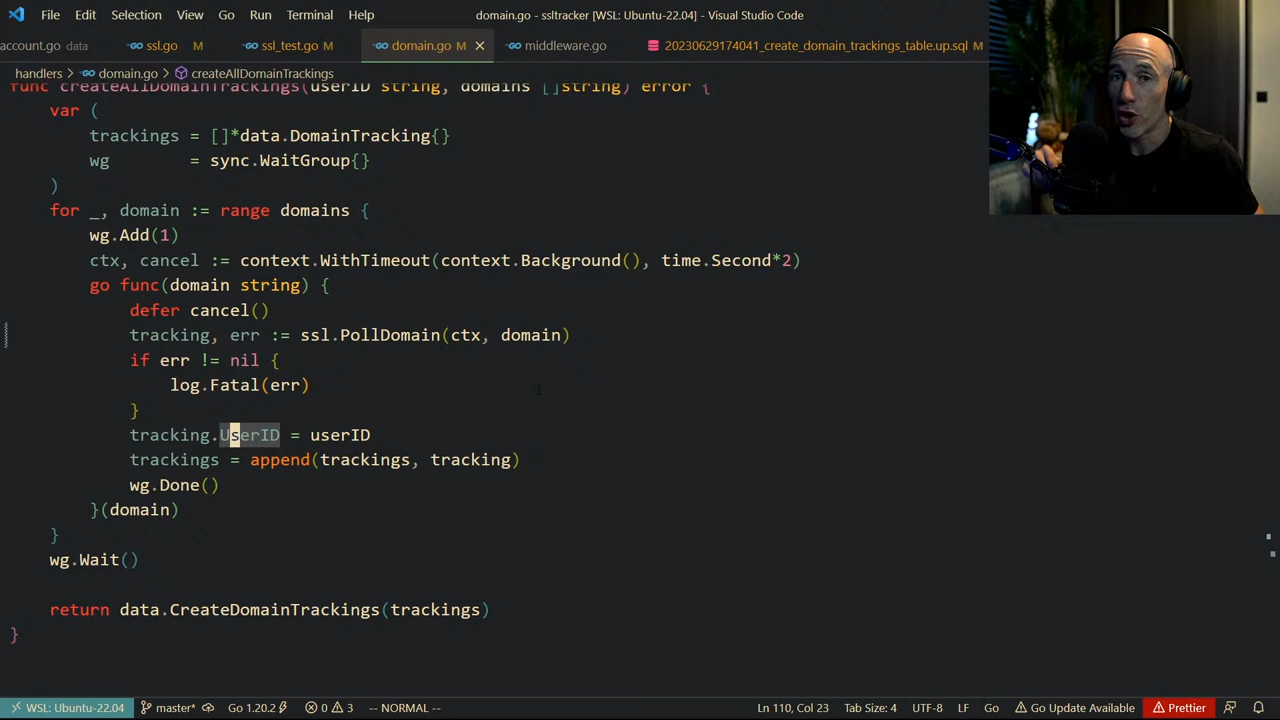 File Edit Selection View Go Run Terminal Help
domain.go - ssltracker [WSL: Ubuntu-22.04] - Visual Studio Code
account.go data ssl.go M ssl_test.go M domain.go M middleware.go 20230629174041_create_domain_trackings_table.up.sql M
handlers > domain.go > createAllDomainTrackings
func createAllDomainTrackings(userID string, domains []string) error {
var (
trackings = []*data.DomainTracking{}
wg = sync.WaitGroup{}
)
for _, domain := range domains {
wg.Add(1)
ctx, cancel := context.WithTimeout(context.Background(), time.Second*2)
go func(domain string) {
defer cancel()
tracking, err := ssl.PollDomain(ctx, domain)
if err != nil {
log.Fatal(err)
}
tracking.UserID = userID
trackings = append(trackings, tracking)
wg.Done()
}(domain)
}
wg.Wait()
return data.CreateDomainTrackings(trackings)
}
WSL: Ubuntu-22.04 master* Go 1.20.2 0 3 -- NORMAL -- Ln 110, Col 23 Tab Size: 4 UTF-8 LF Go Go Update Available Prettier